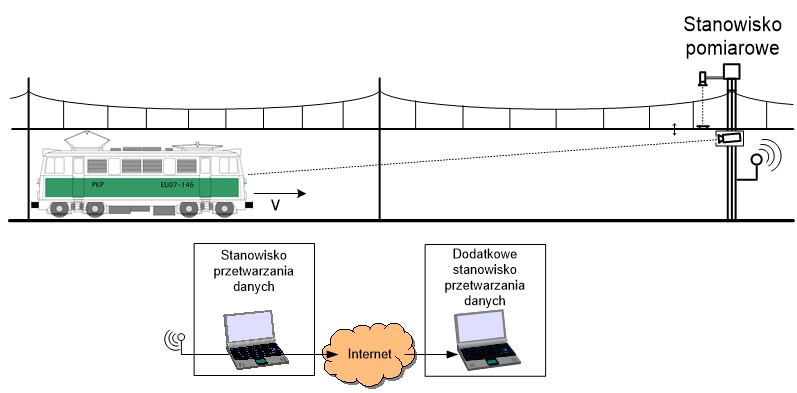 Stanowisko
pomiarowe
PKP
EU07-146
V
Stanowisko
przetwarzania
danych
Dodatkowe
stanowisko
przetwarzania
danych
Internet